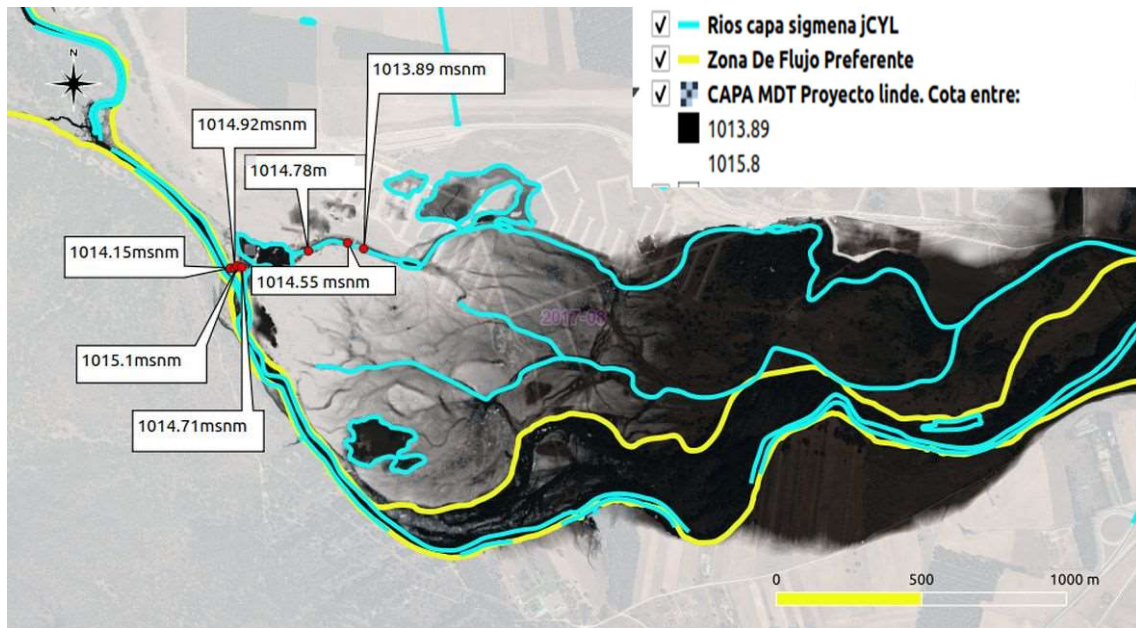 Rios capa sigmena jCYL
Zona De Flujo Preferente
CAPA MDT Proyecto linde. Cota entre:
1013.89
1015.8
N
1013.89 msnm
1014.92msnm
1014.78m
1014.15msnm
1014.55 msnm
1015.1msnm
1014.71msnm
2017-08
0 500 1000 m